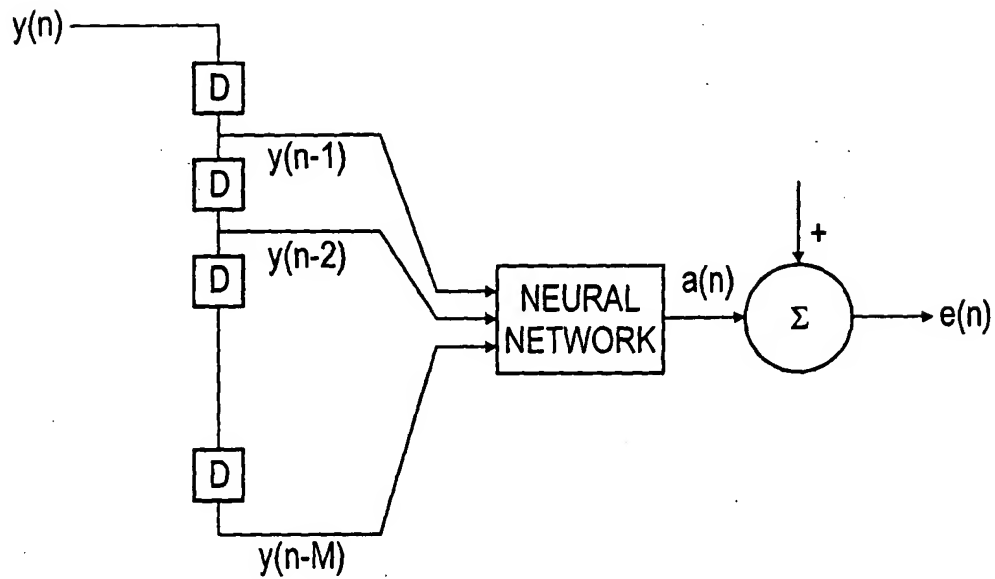 y(n)
D
y(n-1)
D
y(n-2)
D
NEURAL
NETWORK
a(n)
+
Σ
e(n)
D
y(n-M)